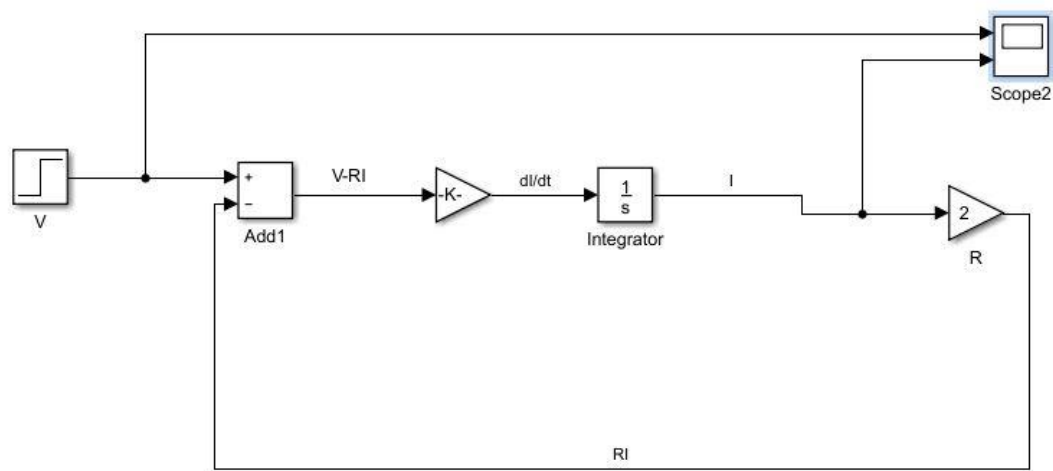 Scope2
V
+
−
Add1
V-RI
-K-
dI/dt
1
s
Integrator
I
2
R
RI